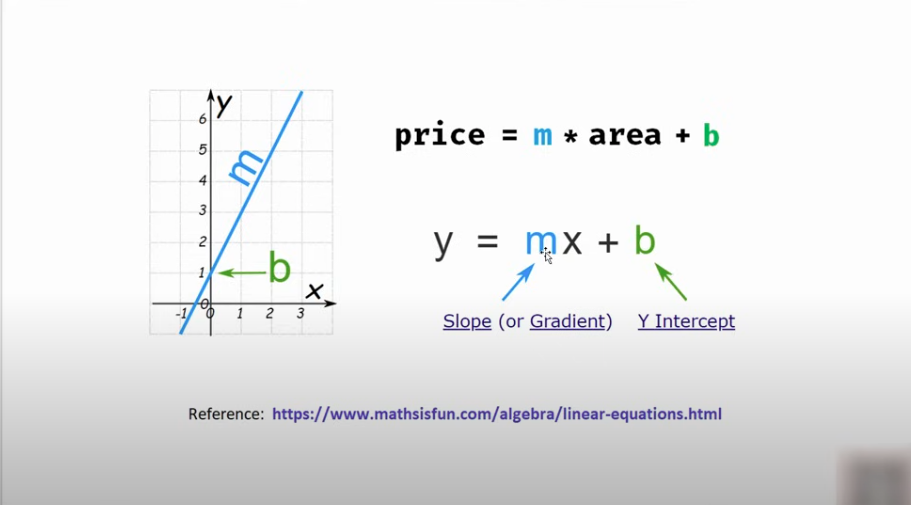 y
6
5
4
3
2
1
0
-1 0 1 2 3
x
m
b
price = m * area + b
y = mx + b
Slope (or Gradient) Y Intercept
Reference: https://www.mathsisfun.com/algebra/linear-equations.html